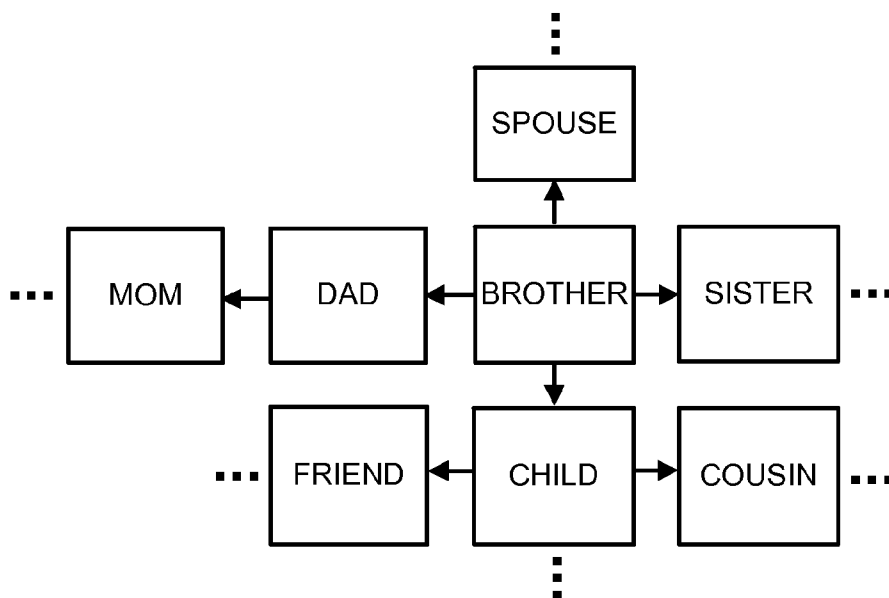 SPOUSE
MOM
DAD
BROTHER
SISTER
FRIEND
CHILD
COUSIN